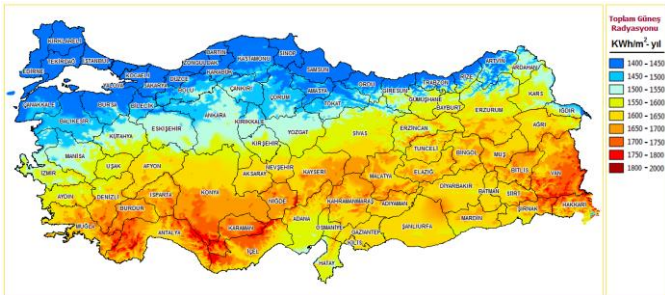 Toplam Güneş
Radyasyonu
KWh/m²- yıl
1400 - 1450
1450 - 1500
1500 - 1550
1550 - 1600
1600 - 1650
1650 - 1700
1700 - 1750
1750 - 1800
1800 - 2000
KIRKLARELİ
TEKİRDAĞ
İSTANBUL
EDİRNE
KOCAELİ
YALOVA
SAKARYA
DÜZCE
BOLU
ZONGULDAK
BARTIN
KARABÜK
KASTAMONU
SİNOP
SAMSUN
ÇANKIRI
ÇORUM
AMASYA
TOKAT
ORDU
GİRESUN
TRABZON
RİZE
ARTVİN
ARDAHAN
KARS
IĞDIR
GÜMÜŞHANE
BAYBURT
ERZURUM
AĞRI
ÇANAKKALE
BALIKESİR
BURSA
BİLECİK
ESKİŞEHİR
KÜTAHYA
ANKARA
KIRIKKALE
KIRŞEHİR
YOZGAT
SİVAS
ERZİNCAN
TUNCELİ
BİNGÖL
MUŞ
BİTLİS
VAN
MANİSA
İZMİR
UŞAK
AFYON
AKSARAY
NEVŞEHİR
KAYSERİ
MALATYA
ELAZIĞ
DİYARBAKIR
BATMAN
SİİRT
ŞIRNAK
HAKKARİ
AYDIN
DENİZLİ
ISPARTA
BURDUR
KONYA
NİĞDE
KAHRAMANMARAŞ
ADIYAMAN
MARDİN
ŞANLIURFA
MUĞLA
ANTALYA
KARAMAN
İÇEL
ADANA
OSMANİYE
GAZİANTEP
KİLİS
HATAY